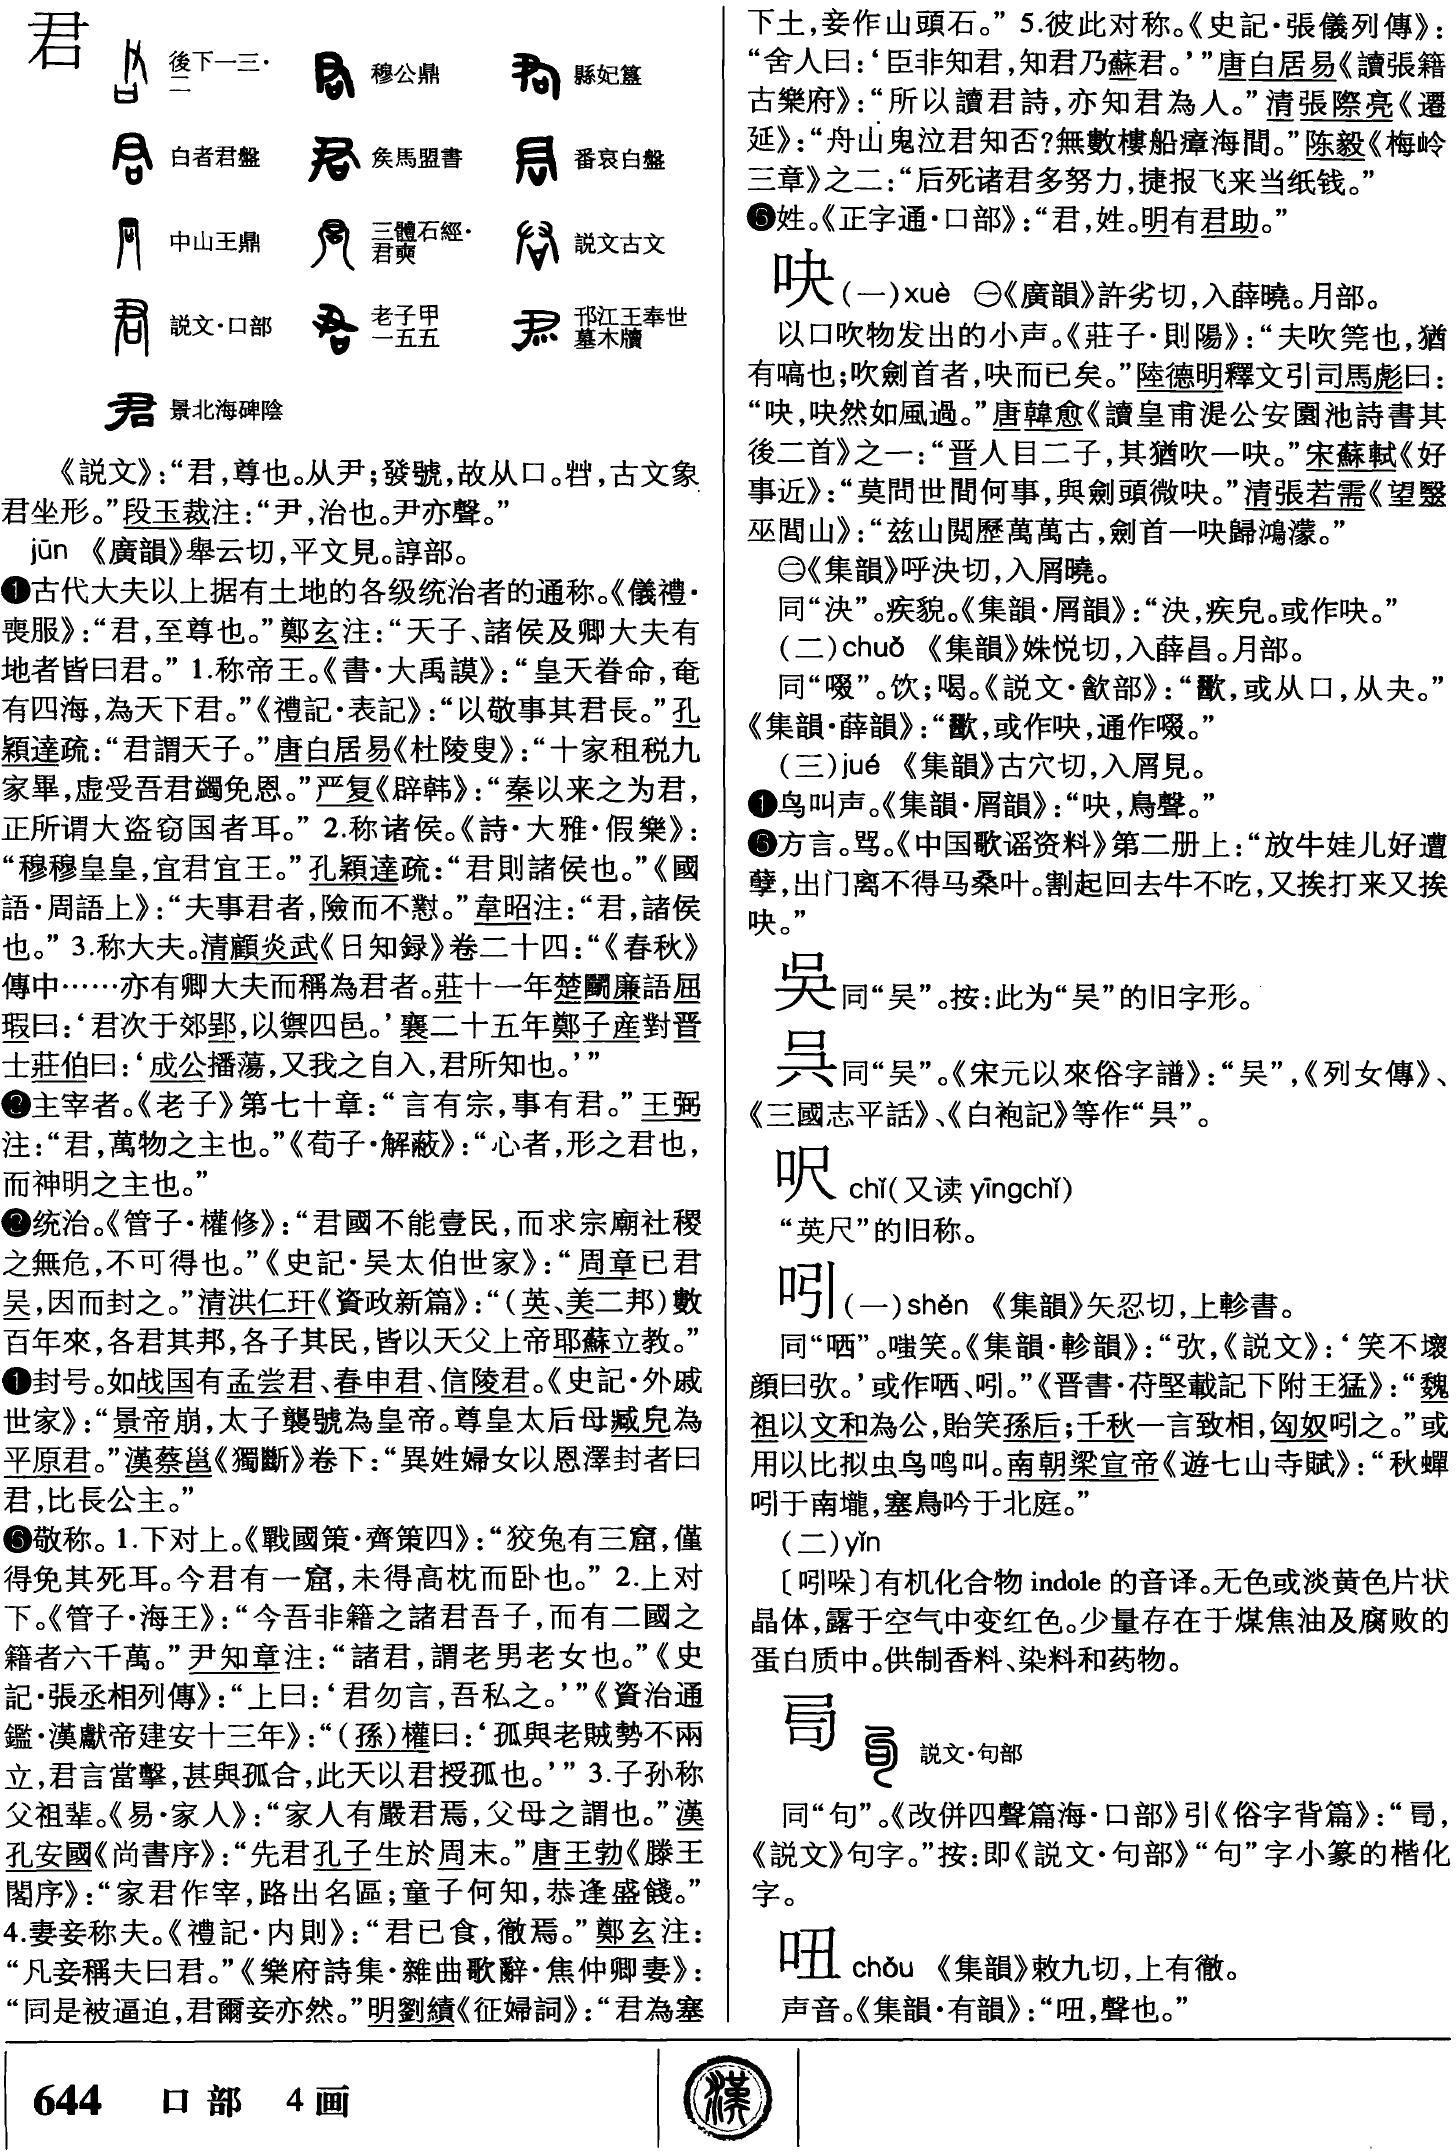 君
後下一三·二
穆公鼎
縣妃簋
白者君盤
矦馬盟書
番哀白盤
中山王鼎
三體石經·君奭
説文古文
説文·口部
老子甲一五五
邗江王奉世墓木牘
景北海碑陰
《説文》：“君，尊也。从尹；發號，故从口。𠱭，古文象
君坐形。”段玉裁注：“尹，治也。尹亦聲。”
jūn 《廣韻》舉云切，平文見。諄部。
❶古代大夫以上据有土地的各级统治者的通称。《儀禮·
喪服》：“君，至尊也。”鄭玄注：“天子、諸侯及卿大夫有
地者皆曰君。” 1.称帝王。《書·大禹謨》：“皇天眷命，奄
有四海，為天下君。”《禮記·表記》：“以敬事其君長。”孔
穎達疏：“君謂天子。”唐白居易《杜陵叟》：“十家租税九
家畢，虚受吾君蠲免恩。”严复《辟韩》：“秦以来之为君，
正所谓大盗窃国者耳。” 2.称诸侯。《詩·大雅·假樂》：
“穆穆皇皇，宜君宜王。”孔穎達疏：“君則諸侯也。”《國
語·周語上》：“夫事君者，險而不懟。”韋昭注：“君，諸侯
也。” 3.称大夫。清顧炎武《日知録》卷二十四：“《春秋》
傳中……亦有卿大夫而稱為君者。莊十一年楚鬭廉語屈
瑕曰：‘君次于郊郢，以禦四邑。’襄二十五年鄭子産對晋
士莊伯曰：‘成公播蕩，又我之自入，君所知也。’”
❷主宰者。《老子》第七十章：“言有宗，事有君。”王弼
注：“君，萬物之主也。”《荀子·解蔽》：“心者，形之君也，
而神明之主也。”
❸统治。《管子·權修》：“君國不能壹民，而求宗廟社稷
之無危，不可得也。”《史記·吴太伯世家》：“周章已君
吴，因而封之。”清洪仁玕《資政新篇》：“（英、美二邦）數
百年來，各君其邦，各子其民，皆以天父上帝耶蘇立教。”
❹封号。如战国有孟尝君、春申君、信陵君。《史記·外戚
世家》：“景帝崩，太子襲號為皇帝。尊皇太后母臧兒為
平原君。”漢蔡邕《獨斷》卷下：“異姓婦女以恩澤封者曰
君，比長公主。”
❺敬称。 1.下对上。《戰國策·齊策四》：“狡兔有三窟，僅
得免其死耳。今君有一窟，未得高枕而卧也。” 2.上对
下。《管子·海王》：“今吾非籍之諸君吾子，而有二國之
籍者六千萬。”尹知章注：“諸君，謂老男老女也。”《史
記·張丞相列傳》：“上曰：‘君勿言，吾私之。’”《資治通
鑑·漢獻帝建安十三年》：“（孫）權曰：‘孤與老賊勢不兩
立，君言當擊，甚與孤合，此天以君授孤也。’” 3.子孙称
父祖辈。《易·家人》：“家人有嚴君焉，父母之謂也。”漢
孔安國《尚書序》：“先君孔子生於周末。”唐王勃《滕王
閣序》：“家君作宰，路出名區；童子何知，恭逢盛餞。”
4.妻妾称夫。《禮記·内則》：“君已食，徹焉。”鄭玄注：
“凡妾稱夫曰君。”《樂府詩集·雜曲歌辭·焦仲卿妻》：
“同是被逼迫，君爾妾亦然。”明劉績《征婦詞》：“君為塞
下土，妾作山頭石。” 5.彼此对称。《史記·張儀列傳》：
“舍人曰：‘臣非知君，知君乃蘇君。’”唐白居易《讀張籍
古樂府》：“所以讀君詩，亦知君為人。”清張際亮《遷
延》：“舟山鬼泣君知否？無數樓船瘴海間。”陈毅《梅岭
三章》之二：“后死诸君多努力，捷报飞来当纸钱。”
❻姓。《正字通·口部》：“君，姓。明有君助。”
吷（一）xuè ㊀《廣韻》許劣切，入薛曉。月部。
以口吹物发出的小声。《莊子·則陽》：“夫吹筦也，猶
有嗃也；吹劍首者，吷而已矣。”陸德明釋文引司馬彪曰：
“吷，吷然如風過。”唐韓愈《讀皇甫湜公安園池詩書其
後二首》之一：“晋人目二子，其猶吹一吷。”宋蘇軾《好
事近》：“莫問世間何事，與劍頭微吷。”清張若需《望毉
巫閭山》：“兹山閲歷萬萬古，劍首一吷歸鴻濛。”
㊁《集韻》呼決切，入屑曉。
同“決”。疾貌。《集韻·屑韻》：“決，疾皃。或作吷。”
（二）chuǒ 《集韻》姝悦切，入薛昌。月部。
同“啜”。饮；喝。《説文·㱃部》：“㱋，或从口，从夬。”
《集韻·薛韻》：“㱋，或作吷，通作啜。”
（三）jué 《集韻》古穴切，入屑見。
❶鸟叫声。《集韻·屑韻》：“吷，鳥聲。”
❷方言。骂。《中国歌谣资料》第二册上：“放牛娃儿好遭
孽，出门离不得马桑叶。割起回去牛不吃，又挨打来又挨
吷。”
吳 同“吴”。按：此为“吴”的旧字形。
呉 同“吴”。《宋元以來俗字譜》：“吴”，《列女傳》、
《三國志平話》、《白袍記》等作“呉”。
呎 chǐ（又读yīngchǐ）
“英尺”的旧称。
吲（一）shěn 《集韻》矢忍切，上軫書。
同“哂”。嗤笑。《集韻·軫韻》：“弞，《説文》：‘笑不壞
顔曰弞。’或作哂、吲。”《晋書·苻堅載記下附王猛》：“魏
祖以文和為公，貽笑孫后；千秋一言致相，匈奴吲之。”或
用以比拟虫鸟鸣叫。南朝梁宣帝《遊七山寺賦》：“秋蟬
吲于南壠，塞鳥吟于北庭。”
（二）yǐn
〔吲哚〕有机化合物indole的音译。无色或淡黄色片状
晶体，露于空气中变红色。少量存在于煤焦油及腐败的
蛋白质中。供制香料、染料和药物。
説文·句部
同“句”。《改併四聲篇海·口部》引《俗字背篇》：“
《説文》句字。”按：即《説文·句部》“句”字小篆的楷化
字。
吜 chǒu 《集韻》敕九切，上有徹。
声音。《集韻·有韻》：“吜，聲也。”
644 口部 4画
漢